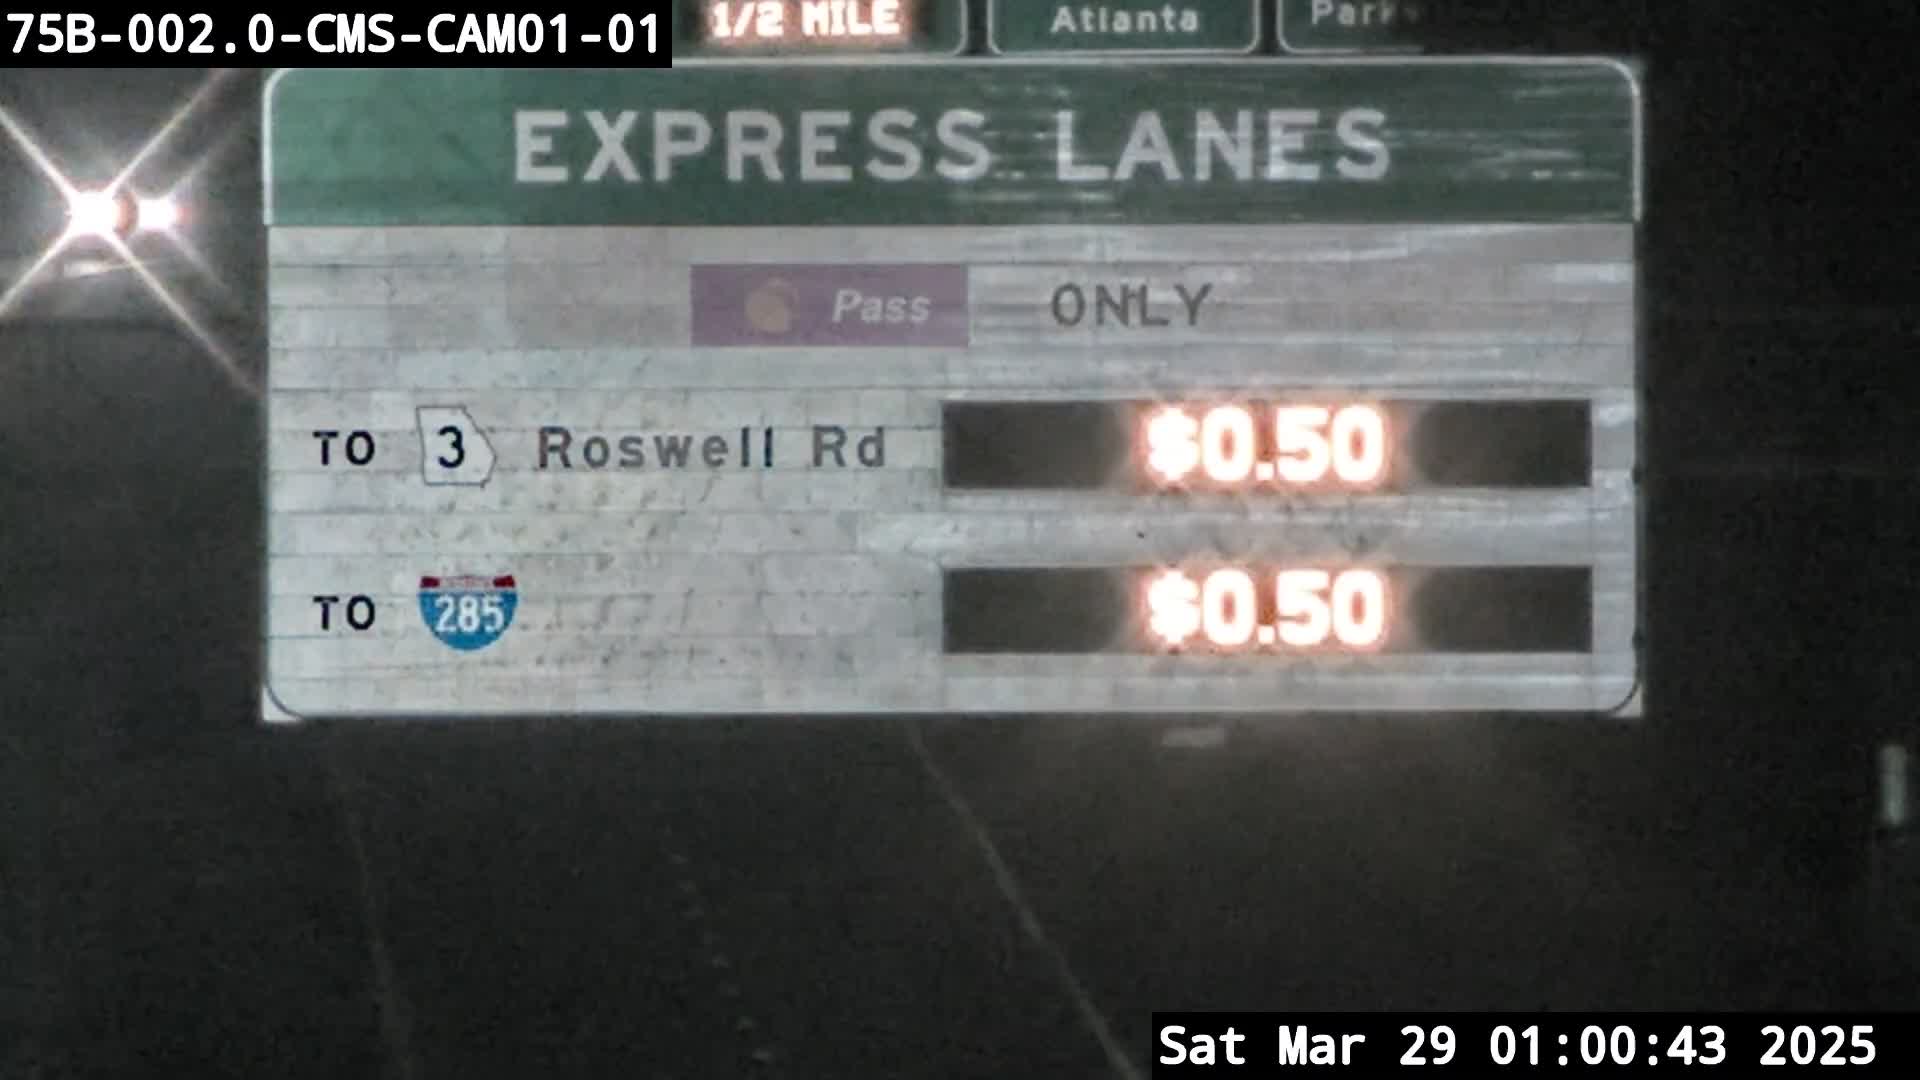 75B-002.0-CMS-CAM01-01
1/2 MILE
Atlanta
EXPRESS LANES
Pass ONLY
TO 3 Roswell Rd $0.50
TO 285 $0.50
Sat Mar 29 01:00:43 2025